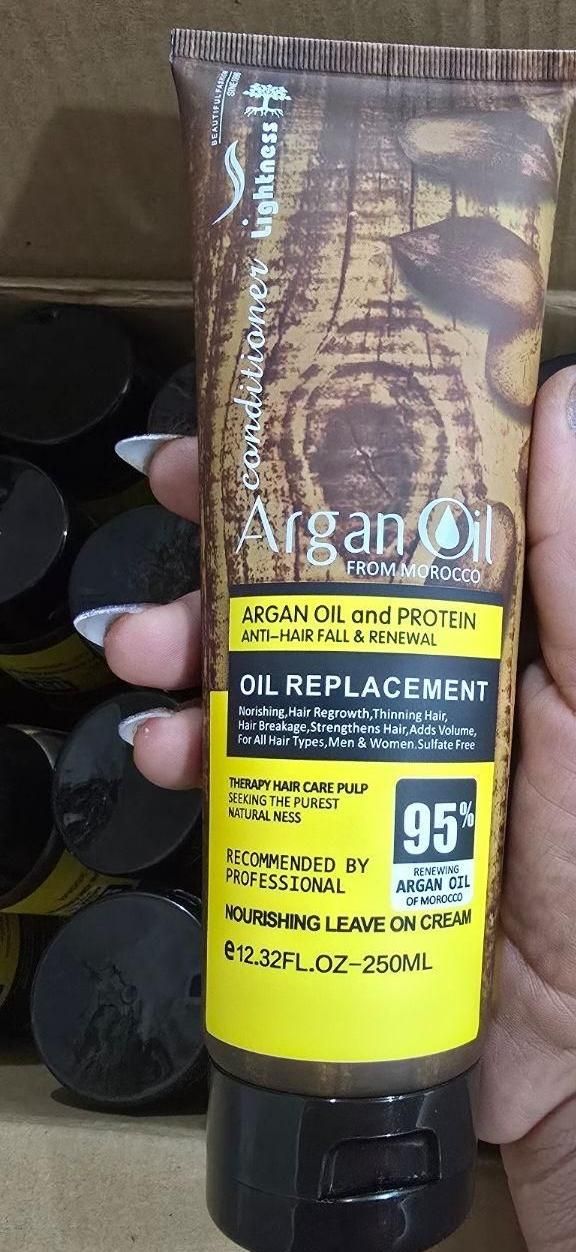 BEAUTIFUL FASHION
SINE1996
Lightness
conditioner
Argan Oil
FROM MOROCCO
ARGAN OIL and PROTEIN
ANTI-HAIR FALL & RENEWAL
OIL REPLACEMENT
Norishing,Hair Regrowth,Thinning Hair,
Hair Breakage,Strengthens Hair,Adds Volume,
For All Hair Types,Men & Women.Sulfate Free
THERAPY HAIR CARE PULP
SEEKING THE PUREST
NATURAL NESS
95%
RENEWING
ARGAN OIL
OF MOROCCO
RECOMMENDED BY
PROFESSIONAL
NOURISHING LEAVE ON CREAM
e12.32FL.OZ-250ML